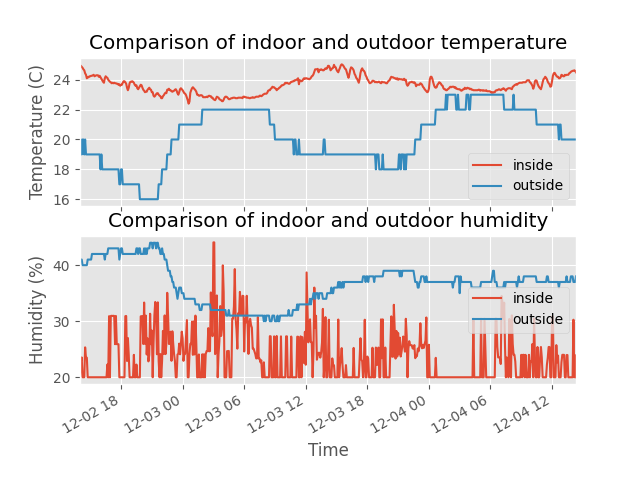 Comparison of indoor and outdoor temperature
Temperature (C)
24
22
20
18
16
inside
outside
Comparison of indoor and outdoor humidity
Humidity (%)
40
30
20
inside
outside
12-02 18
12-03 00
12-03 06
12-03 12
12-03 18
12-04 00
12-04 06
12-04 12
Time